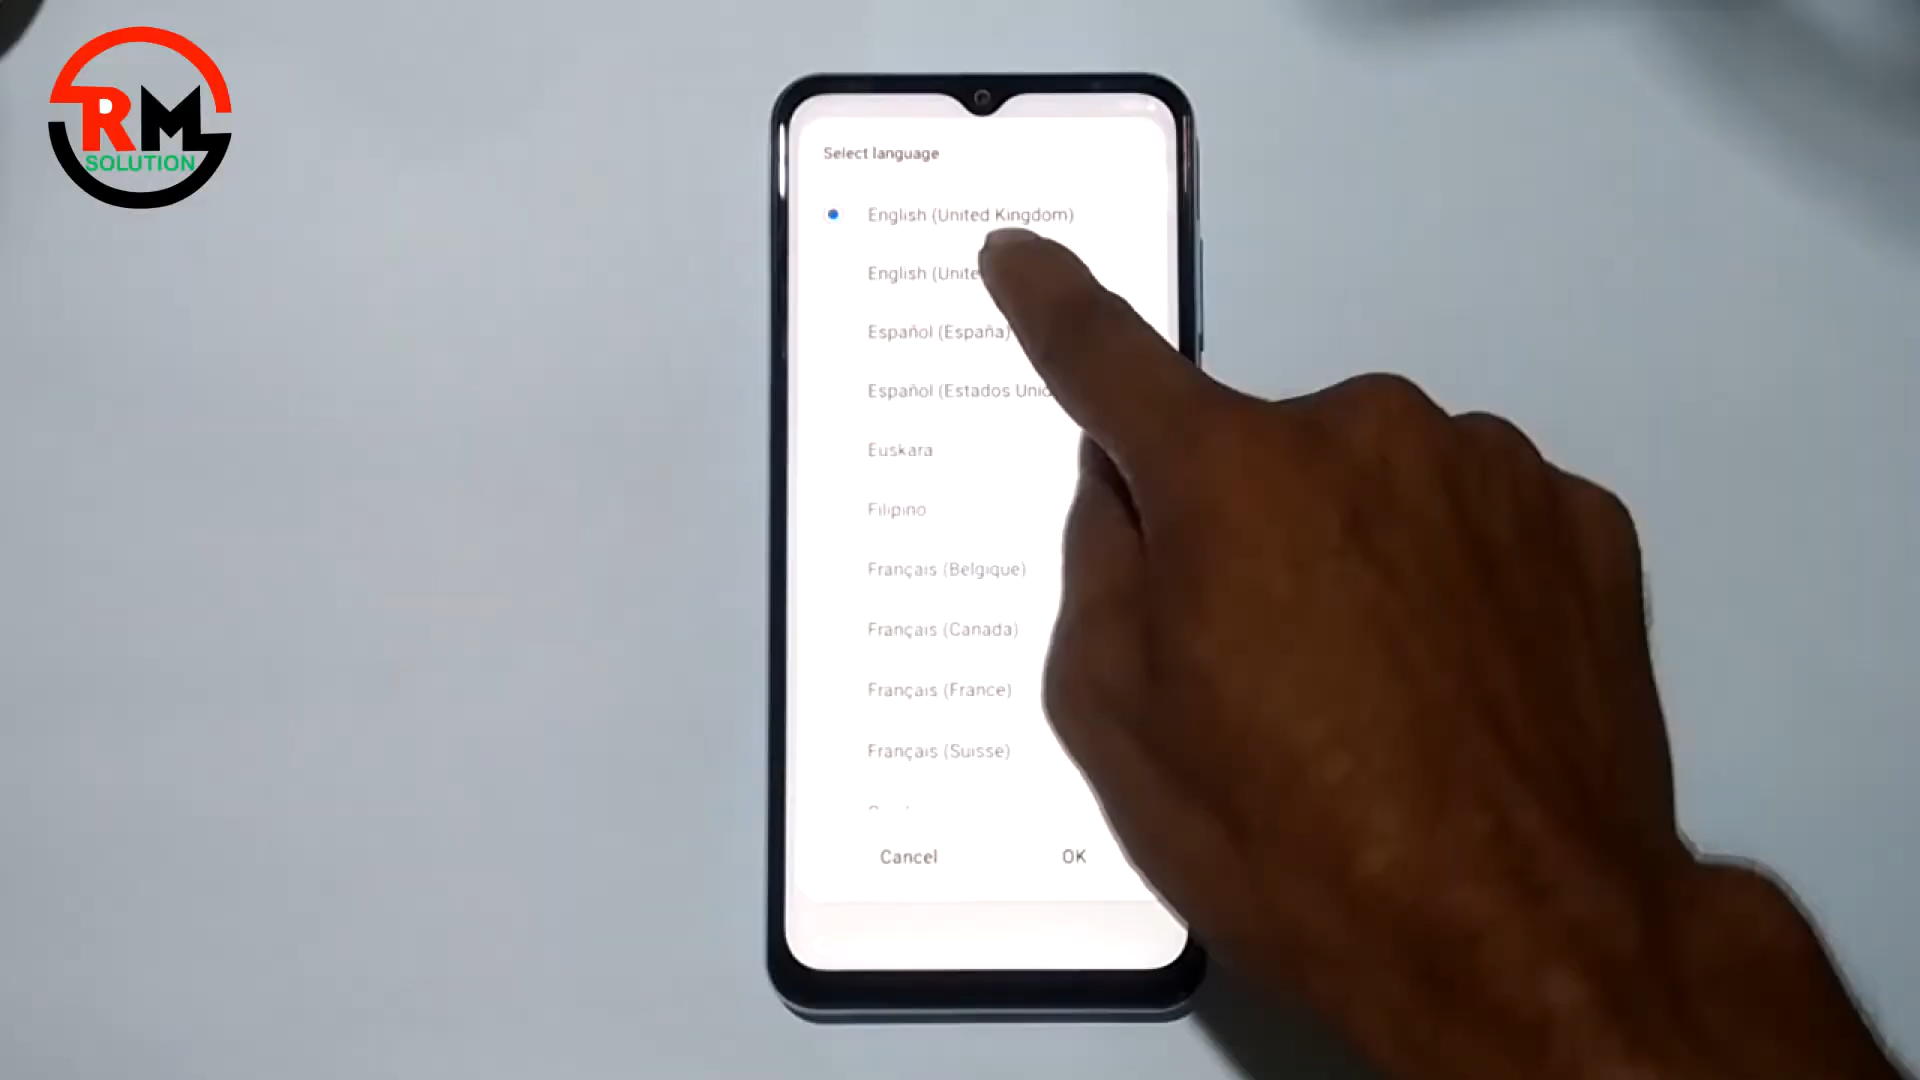 RM
SOLUTION
Select language
English (United Kingdom)
English (Unite
Español (España)
Español (Estados Unid
Euskara
Filipino
Français (Belgique)
Français (Canada)
Français (France)
Français (Suisse)
Cancel
OK